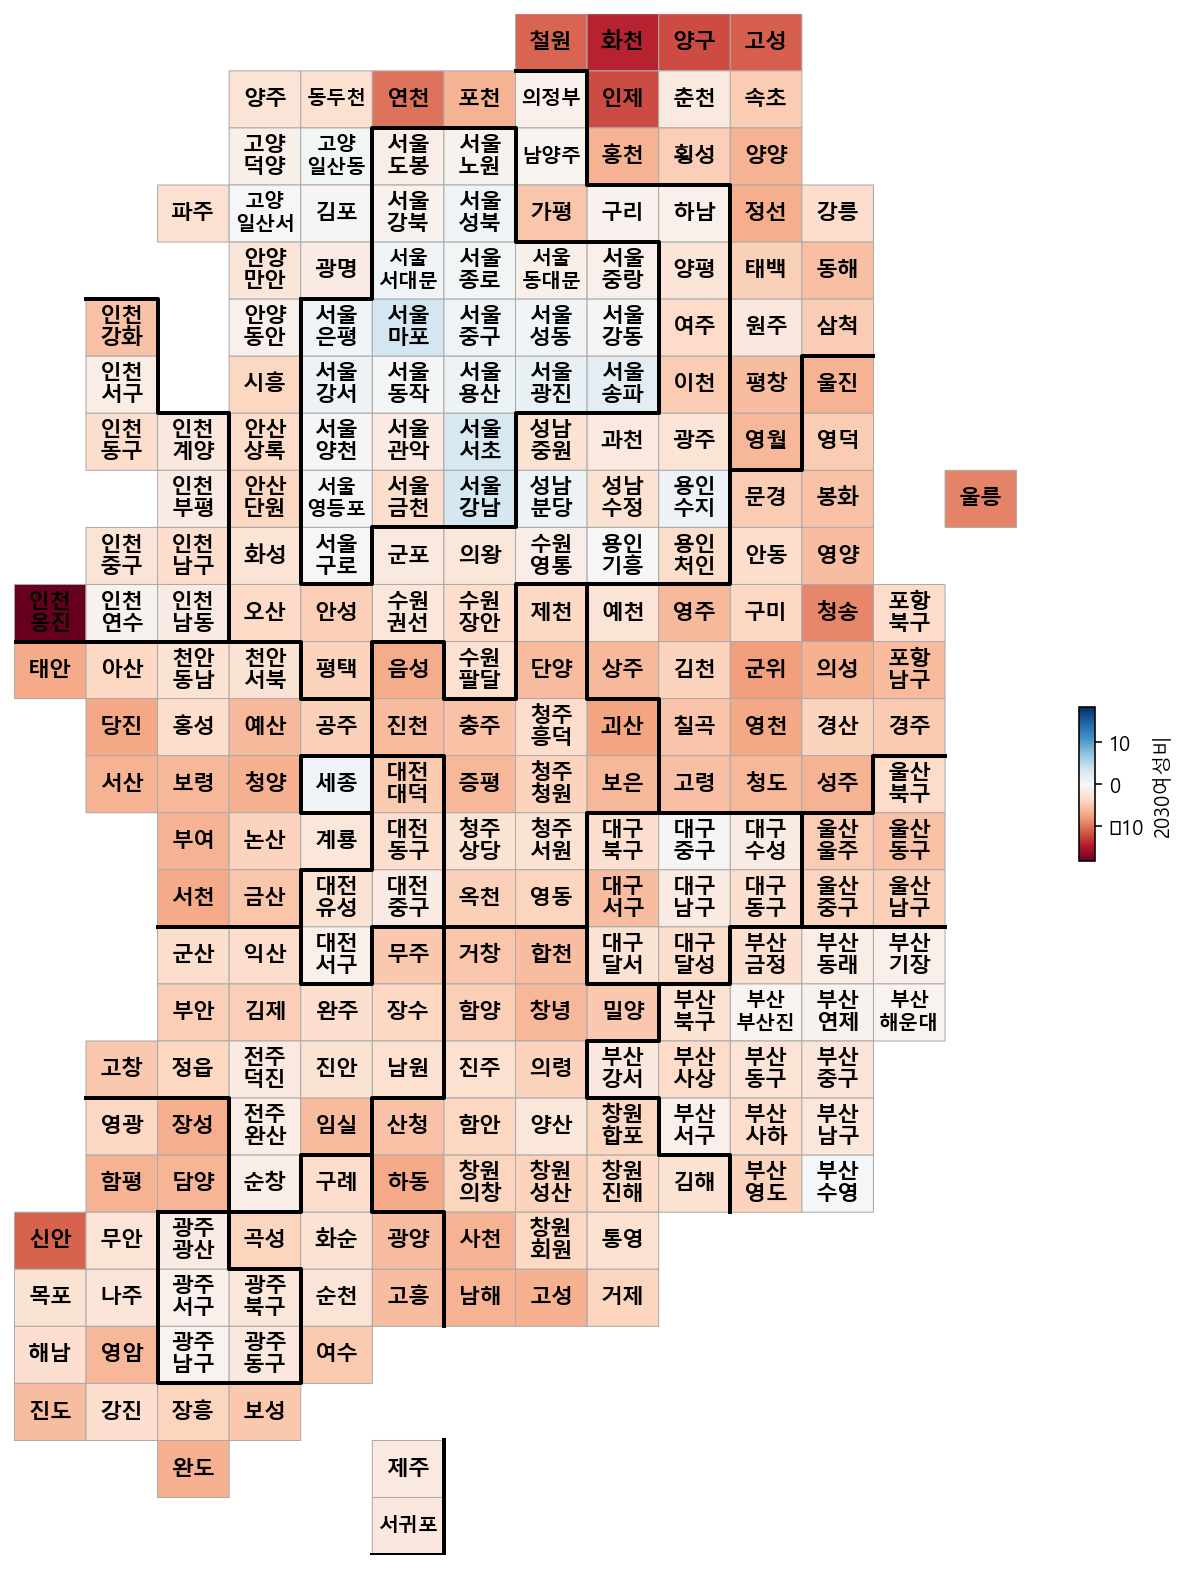 철원 화천 양구 고성
양주 동두천 연천 포천 의정부 인제 춘천 속초
고양 고양 서울 서울 남양주 홍천 횡성 양양
덕양 일산동 도봉 노원
파주 고양 김포 서울 서울 가평 구리 하남 정선 강릉
일산서 강북 성북
안양 광명 서울 서울 서울 서울 양평 태백 동해
만안 서대문 종로 동대문 중랑
인천 안양 서울 서울 서울 서울 서울 여주 원주 삼척
강화 동안 은평 마포 중구 성동 강동
인천 시흥 서울 서울 서울 서울 서울 이천 평창 울진
서구 강서 동작 용산 광진 송파
인천 인천 안산 서울 서울 서울 성남 과천 광주 영월 영덕
동구 계양 상록 양천 관악 서초 중원
인천 안산 서울 서울 서울 성남 성남 용인 문경 봉화 울릉
부평 단원 영등포 금천 강남 분당 수정 수지
인천 인천 화성 서울 군포 의왕 수원 용인 용인 안동 영양
중구 남구 구로 영통 기흥 처인
인천 인천 인천 오산 안성 수원 수원 제천 예천 영주 구미 청송 포항
옹진 연수 남동 권선 장안 북구
태안 아산 천안 천안 평택 음성 수원 단양 상주 김천 군위 의성 포항
동남 서북 팔달 남구
당진 홍성 예산 공주 진천 충주 청주 괴산 칠곡 영천 경산 경주
흥덕
서산 보령 청양 세종 대전 증평 청주 보은 고령 청도 성주 울산
대덕 청원 북구
부여 논산 계룡 대전 청주 청주 대구 대구 대구 울산 울산
동구 상당 서원 북구 중구 수성 울주 동구
서천 금산 대전 대전 옥천 영동 대구 대구 대구 울산 울산
유성 중구 서구 남구 동구 중구 남구
군산 익산 대전 무주 거창 합천 대구 대구 부산 부산 부산
서구 달서 달성 금정 동래 기장
부안 김제 완주 장수 함양 창녕 밀양 부산 부산 부산 부산
북구 부산진 연제 해운대
고창 정읍 전주 진안 남원 진주 의령 부산 부산 부산 부산
덕진 강서 사상 동구 중구
영광 장성 전주 임실 산청 함안 양산 창원 부산 부산 부산
완산 합포 서구 사하 남구
함평 담양 순창 구례 하동 창원 창원 창원 김해 부산 부산
의창 성산 진해 영도 수영
신안 무안 광주 곡성 화순 광양 사천 창원 통영
광산 회원
목포 나주 광주 광주 순천 고흥 남해 고성 거제
서구 북구
해남 영암 광주 광주 여수
남구 동구
진도 강진 장흥 보성
완도 제주
서귀포
10
0
□10
2030여성비